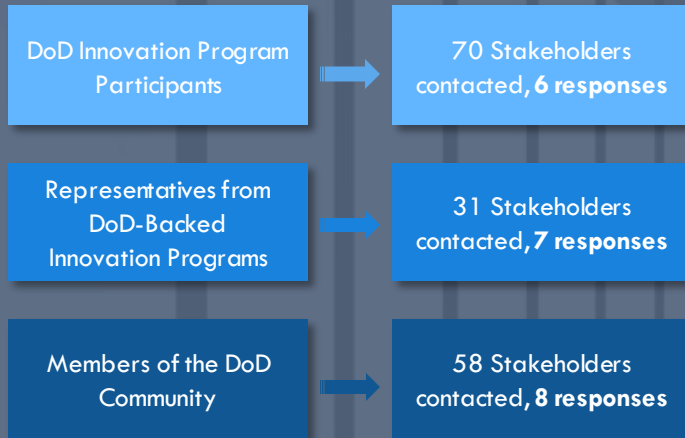 DoD Innovation Program
Participants
70 Stakeholders
contacted, 6 responses
Representatives from
DoD-Backed
Innovation Programs
31 Stakeholders
contacted, 7 responses
Members of the DoD
Community
58 Stakeholders
contacted, 8 responses